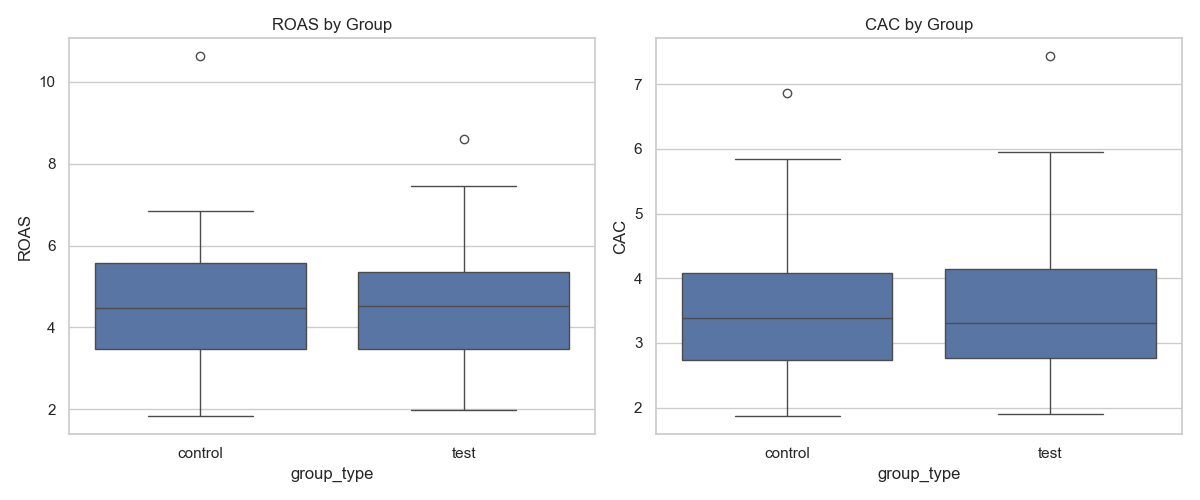 ROAS by Group
10
8
6
4
2
ROAS
control
test
group_type
CAC by Group
7
6
5
4
3
2
CAC
control
test
group_type